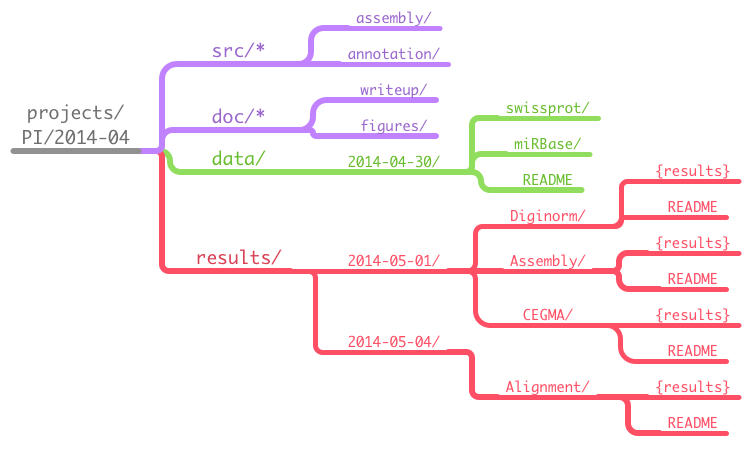 projects/
PI/2014-04
src/*
assembly/
annotation/
doc/*
writeup/
figures/
data/
2014-04-30/
swissprot/
miRBase/
README
results/
2014-05-01/
Diginorm/
{results}
README
Assembly/
{results}
README
CEGMA/
{results}
README
2014-05-04/
Alignment/
{results}
README